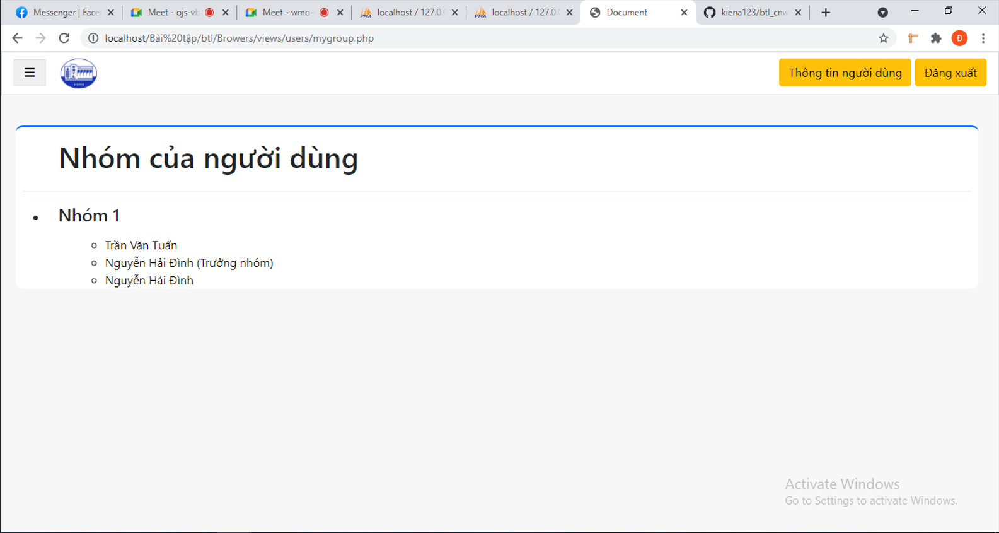 Messenger | Face
Meet - ojs-vb
Meet - wmo-
localhost / 127.0.
localhost / 127.0.
Document
kiena123/btl_cnw
localhost/Bài%20tập/btl/Browers/views/users/mygroup.php
Đ
Thông tin người dùng
Đăng xuất
Nhóm của người dùng
Nhóm 1
Trần Văn Tuấn
Nguyễn Hải Đình (Trưởng nhóm)
Nguyễn Hải Đình
Activate Windows
Go to Settings to activate Windows.